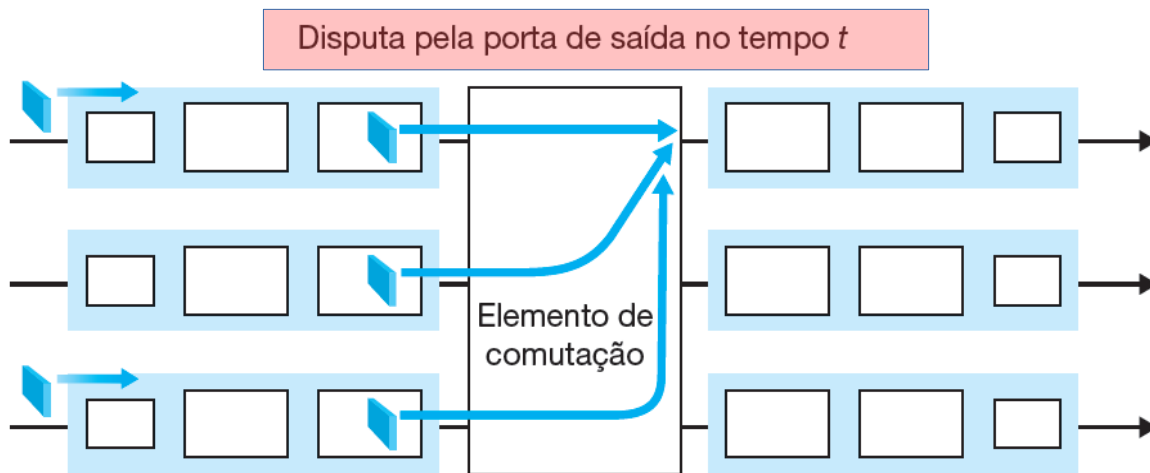 Disputa pela porta de saída no tempo t
Elemento de
comutação